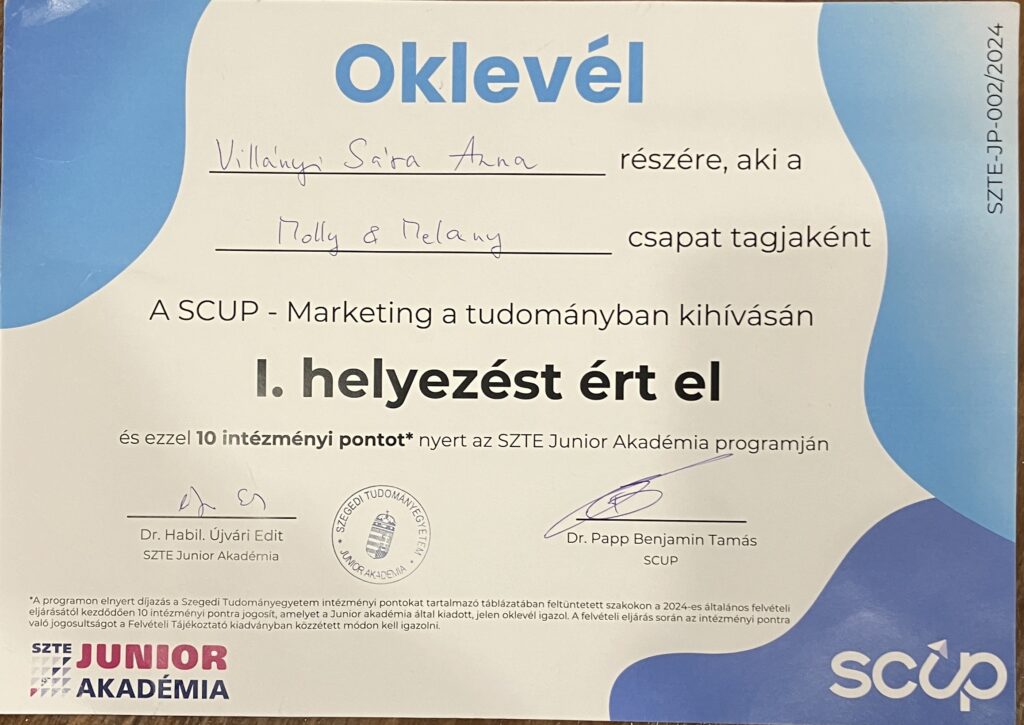 Oklevél
SZTE-JP-002/2024
Villányi Sára Anna részére, aki a
Molly & Melany csapat tagjaként
A SCUP - Marketing a tudományban kihívásán
I. helyezést ért el
és ezzel 10 intézményi pontot* nyert az SZTE Junior Akadémia programján
Dr. Habil. Újvári Edit
SZTE Junior Akadémia
SZEGEDI TUDOMÁNYEGYETEM
JUNIOR AKADÉMIA
Dr. Papp Benjamin Tamás
SCUP
*A programon elnyert díjazás a Szegedi Tudományegyetem intézményi pontokat tartalmazó táblázatában feltüntetett szakokon a 2024-es általános felvételi
eljárásától kezdődően 10 intézményi pontra jogosít, amelyet a Junior akadémia által kiadott, jelen oklevél igazol. A felvételi eljárás során az intézményi pontra
való jogosultságot a Felvételi Tájékoztató kiadványban közzétett módon kell igazolni.
SZTE JUNIOR
AKADÉMIA
scup